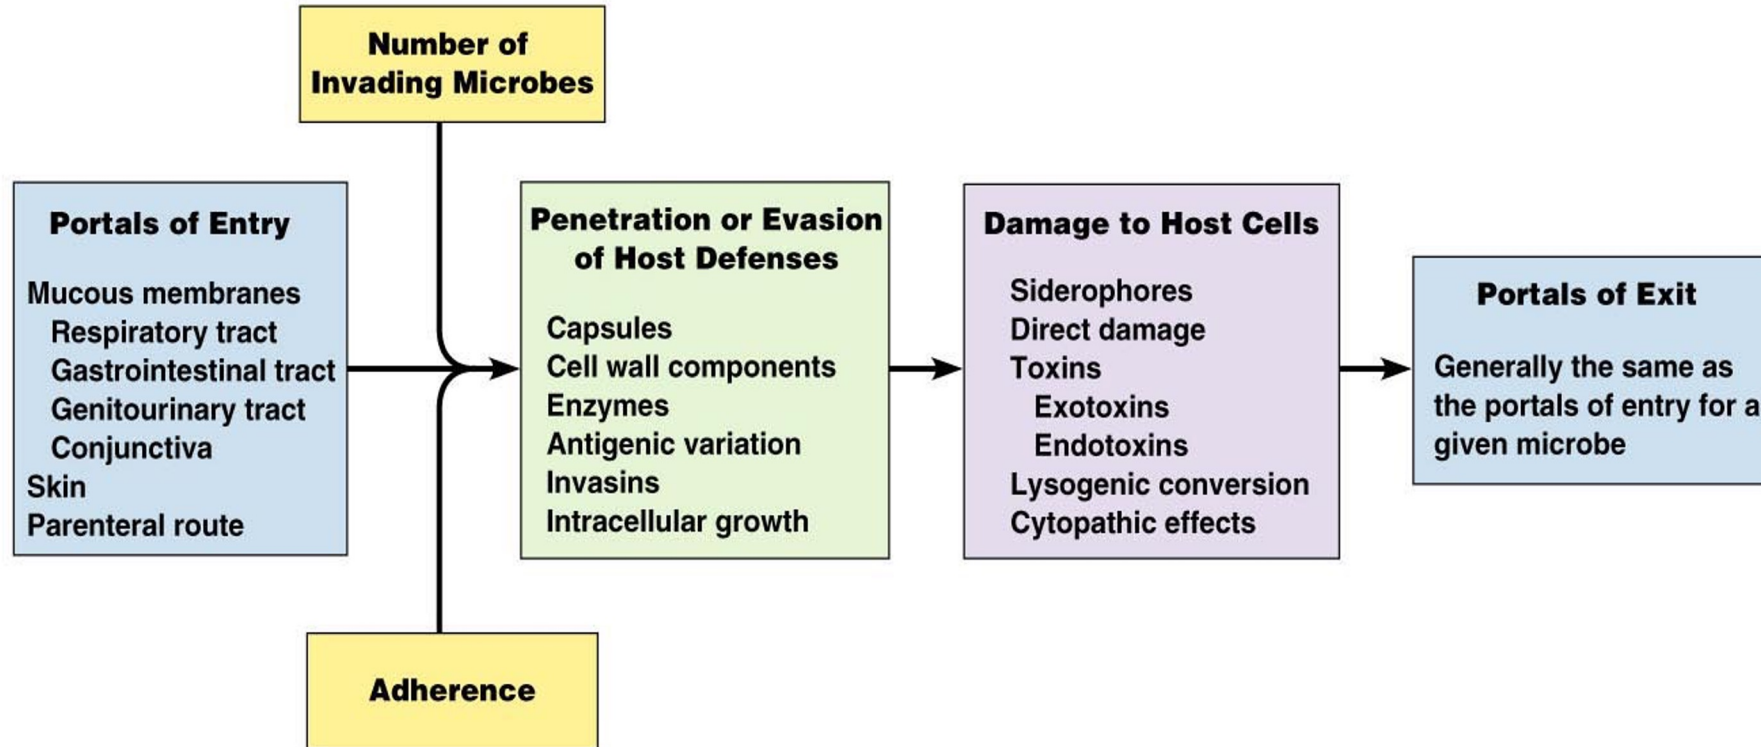 Number of
Invading Microbes
Portals of Entry
Mucous membranes
Respiratory tract
Gastrointestinal tract
Genitourinary tract
Conjunctiva
Skin
Parenteral route
Penetration or Evasion
of Host Defenses
Capsules
Cell wall components
Enzymes
Antigenic variation
Invasins
Intracellular growth
Damage to Host Cells
Siderophores
Direct damage
Toxins
Exotoxins
Endotoxins
Lysogenic conversion
Cytopathic effects
Portals of Exit
Generally the same as
the portals of entry for a
given microbe
Adherence